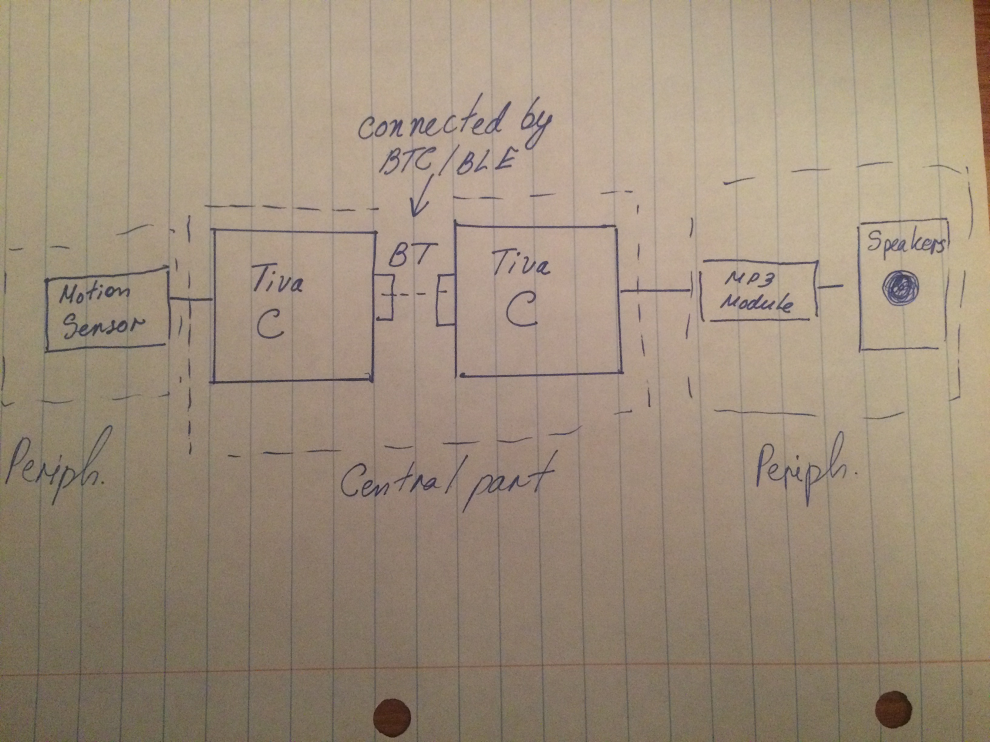 connected by
BTC/BLE
BT
Motion
Sensor
Tiva
C
Tiva
C
MP3
Module
Speakers
Periph.
Central part
Periph.